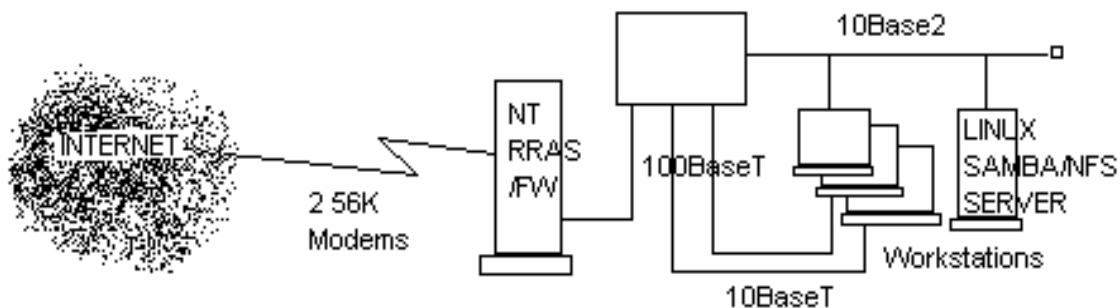 10Base2
INTERNET
2 56K
Modems
NT
RRAS
/FW
100BaseT
LINUX
SAMBA/NFS
SERVER
Workstations
10BaseT